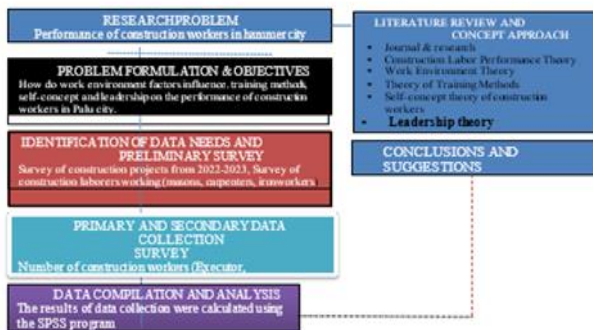 RESEARCHPROBLEM
Performance of construction workers in hammer city
PROBLEM FORMULATION & OBJECTIVES
How do work environment factors influence, training methods,
self-concept and leadership on the performance of construction
workers in Palu city.
IDENTIFICATION OF DATA NEEDS AND
PRELIMINARY SURVEY
Survey of construction projects from 2022-2023, Survey of
construction laborers working (masons, carpenters, ironworkers)
PRIMARY AND SECONDARY DATA
COLLECTION
SURVEY
Number of construction workers (Executor,
DATA COMPILATION AND ANALYSIS
The results of data collection were calculated using
the SPSS program
LITERATURE REVIEW AND
CONCEPT APPROACH
Journal & research
Construction Labor Performance Theory
Work Environment Theory
Theory of Training Methods
Self-concept theory of construction
workers
Leadership theory
CONCLUSIONS AND
SUGGESTIONS